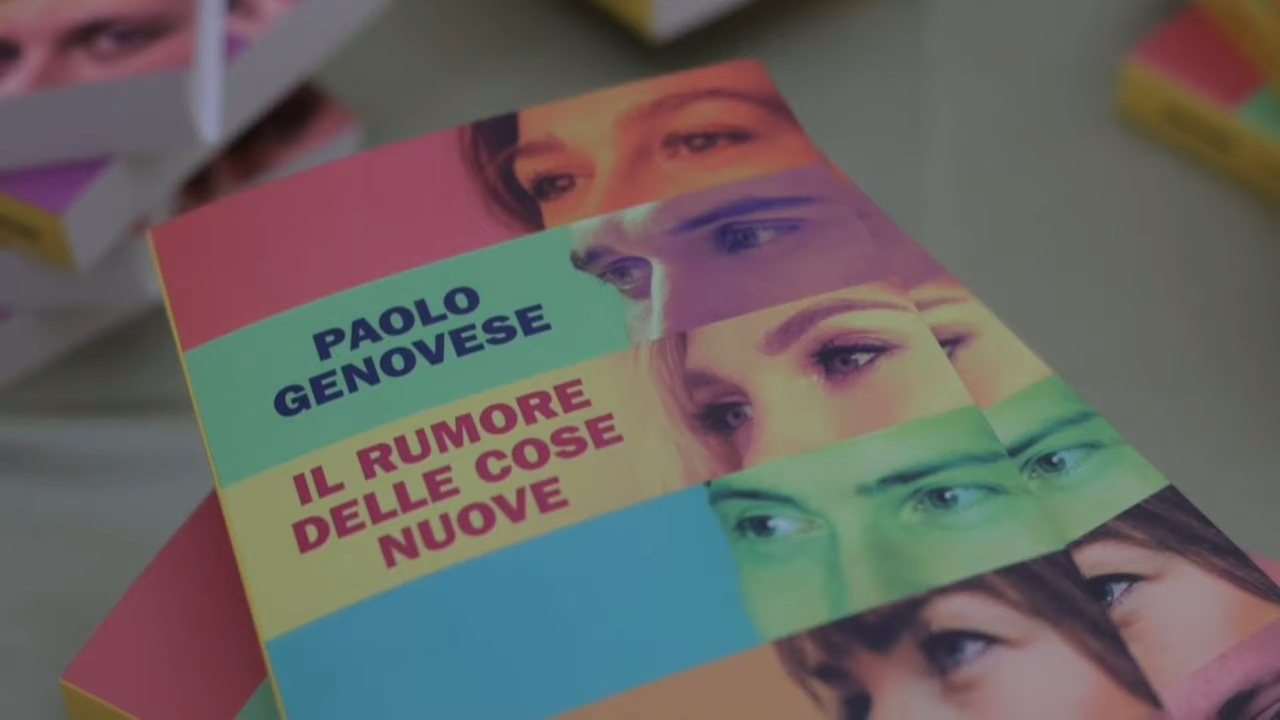 PAOLO
GENOVESE
IL RUMORE
DELLE COSE
NUOVE